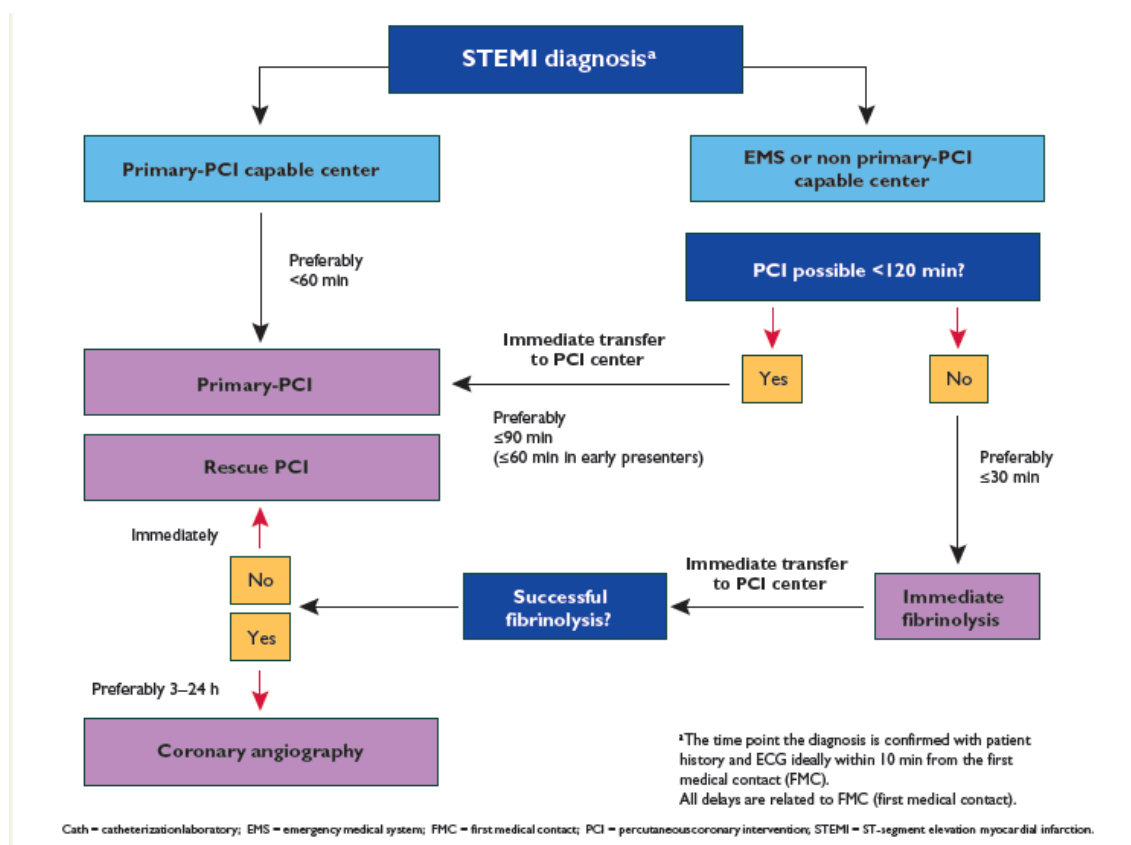 STEMI diagnosisᵃ
Primary-PCI capable center
EMS or non primary-PCI
capable center
Preferably
<60 min
PCI possible <120 min?
Immediate transfer
to PCI center
Yes
No
Primary-PCI
Preferably
≤90 min
(≤60 min in early presenters)
Rescue PCI
Preferably
≤30 min
Immediately
No
Immediate transfer
to PCI center
Successful
fibrinolysis?
Immediate
fibrinolysis
Yes
Preferably 3–24 h
Coronary angiography
ᵃThe time point the diagnosis is confirmed with patient
history and ECG ideally within 10 min from the first
medical contact (FMC).
All delays are related to FMC (first medical contact).
Cath = catheterizationlaboratory; EMS = emergency medical system; FMC = first medical contact; PCI = percutaneous coronary intervention; STEMI = ST-segment elevation myocardial infarction.